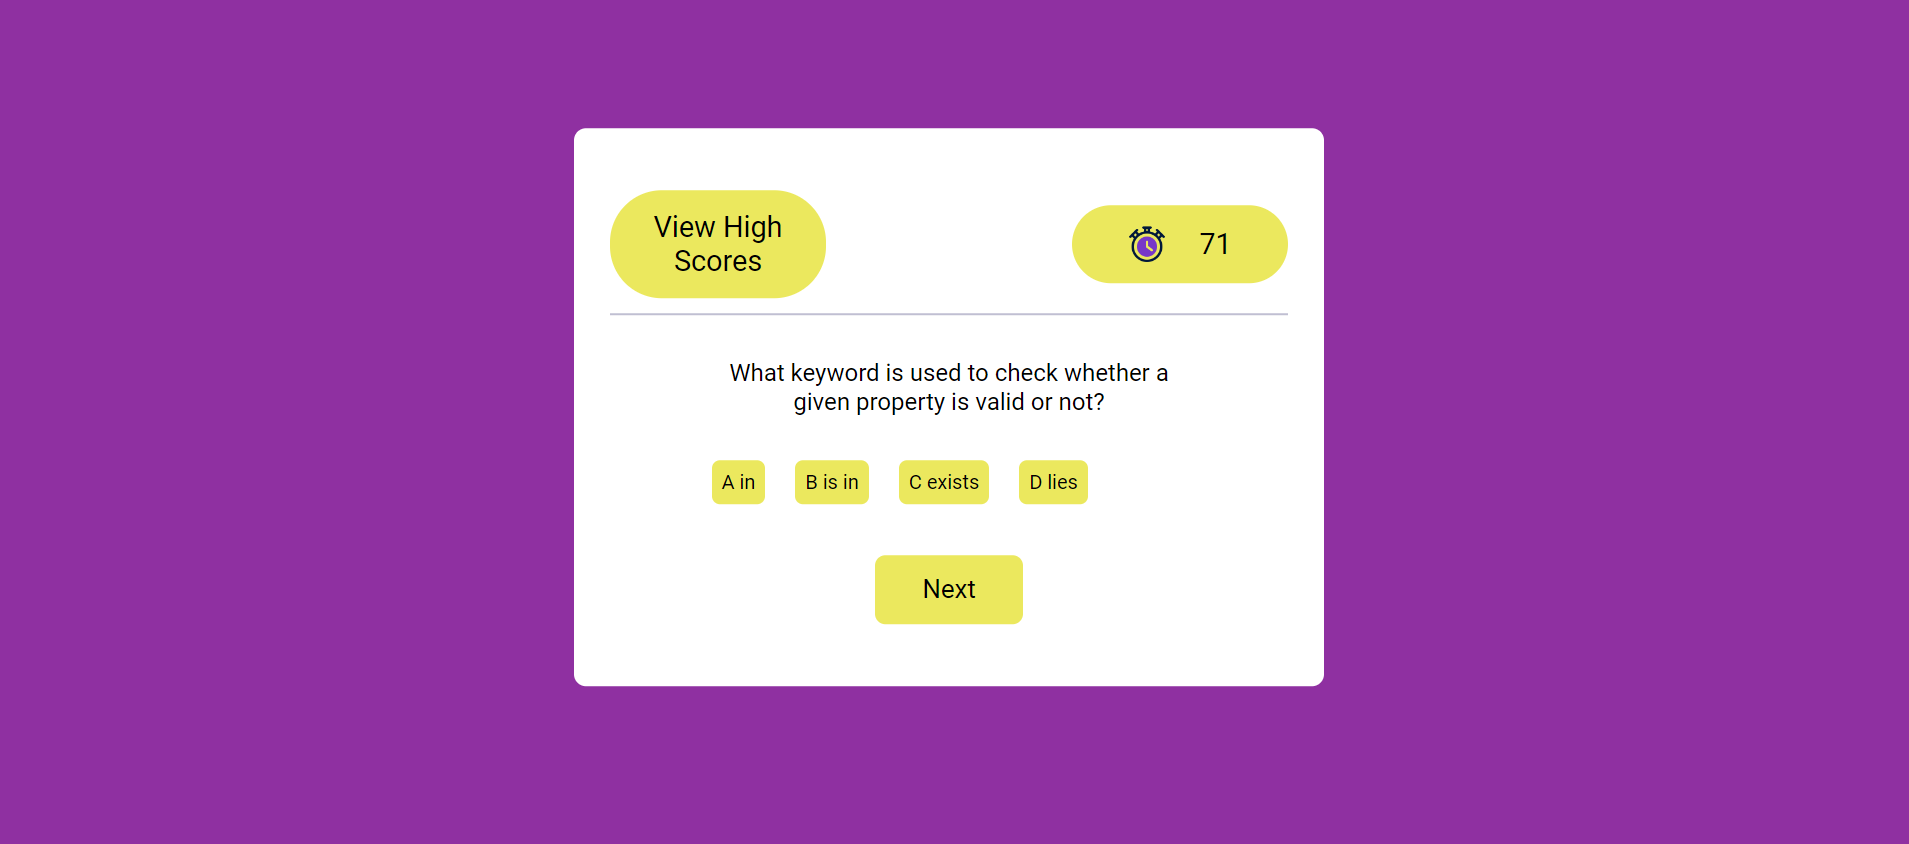 View High
Scores
71
What keyword is used to check whether a
given property is valid or not?
A in
B is in
C exists
D lies
Next